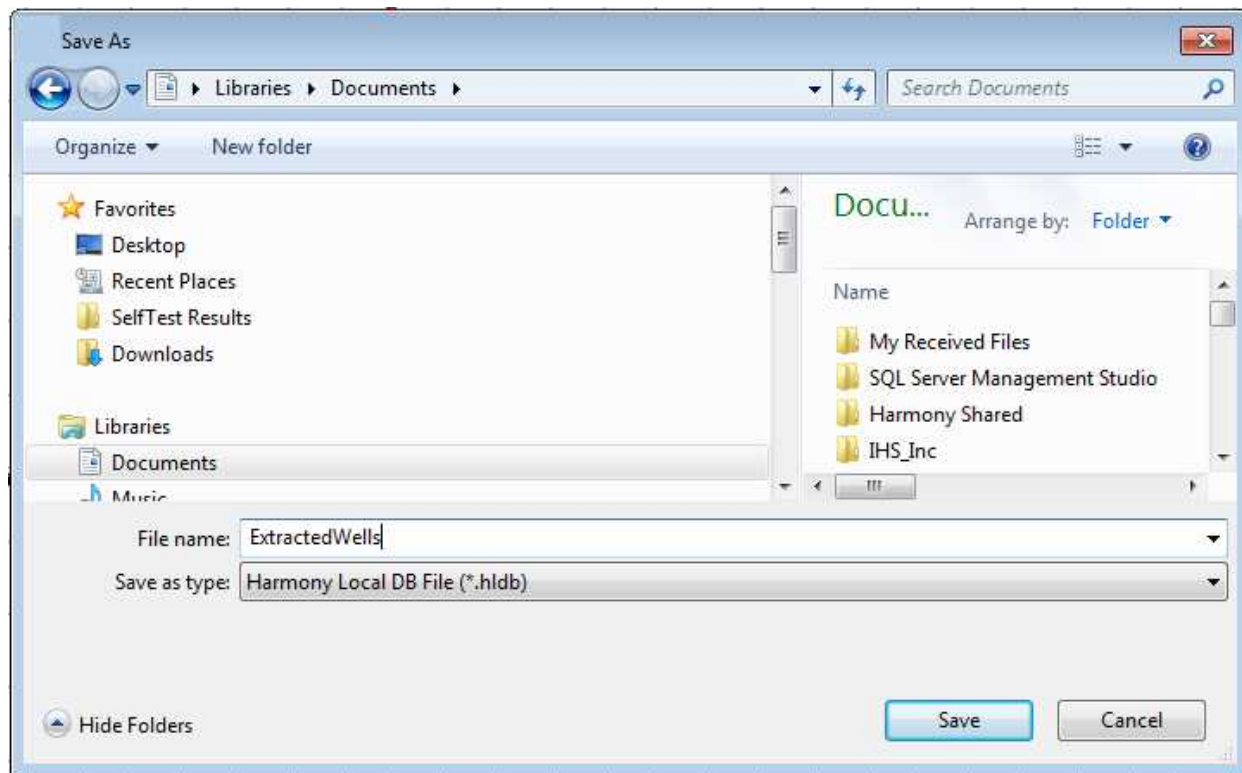 Save As
Libraries Documents Search Documents
Organize New folder
Favorites
Desktop
Recent Places
SelfTest Results
Downloads
Libraries
Documents
Music
Docu... Arrange by: Folder
Name
My Received Files
SQL Server Management Studio
Harmony Shared
IHS_Inc
File name: ExtractedWells
Save as type: Harmony Local DB File (*.hldb)
Hide Folders Save Cancel